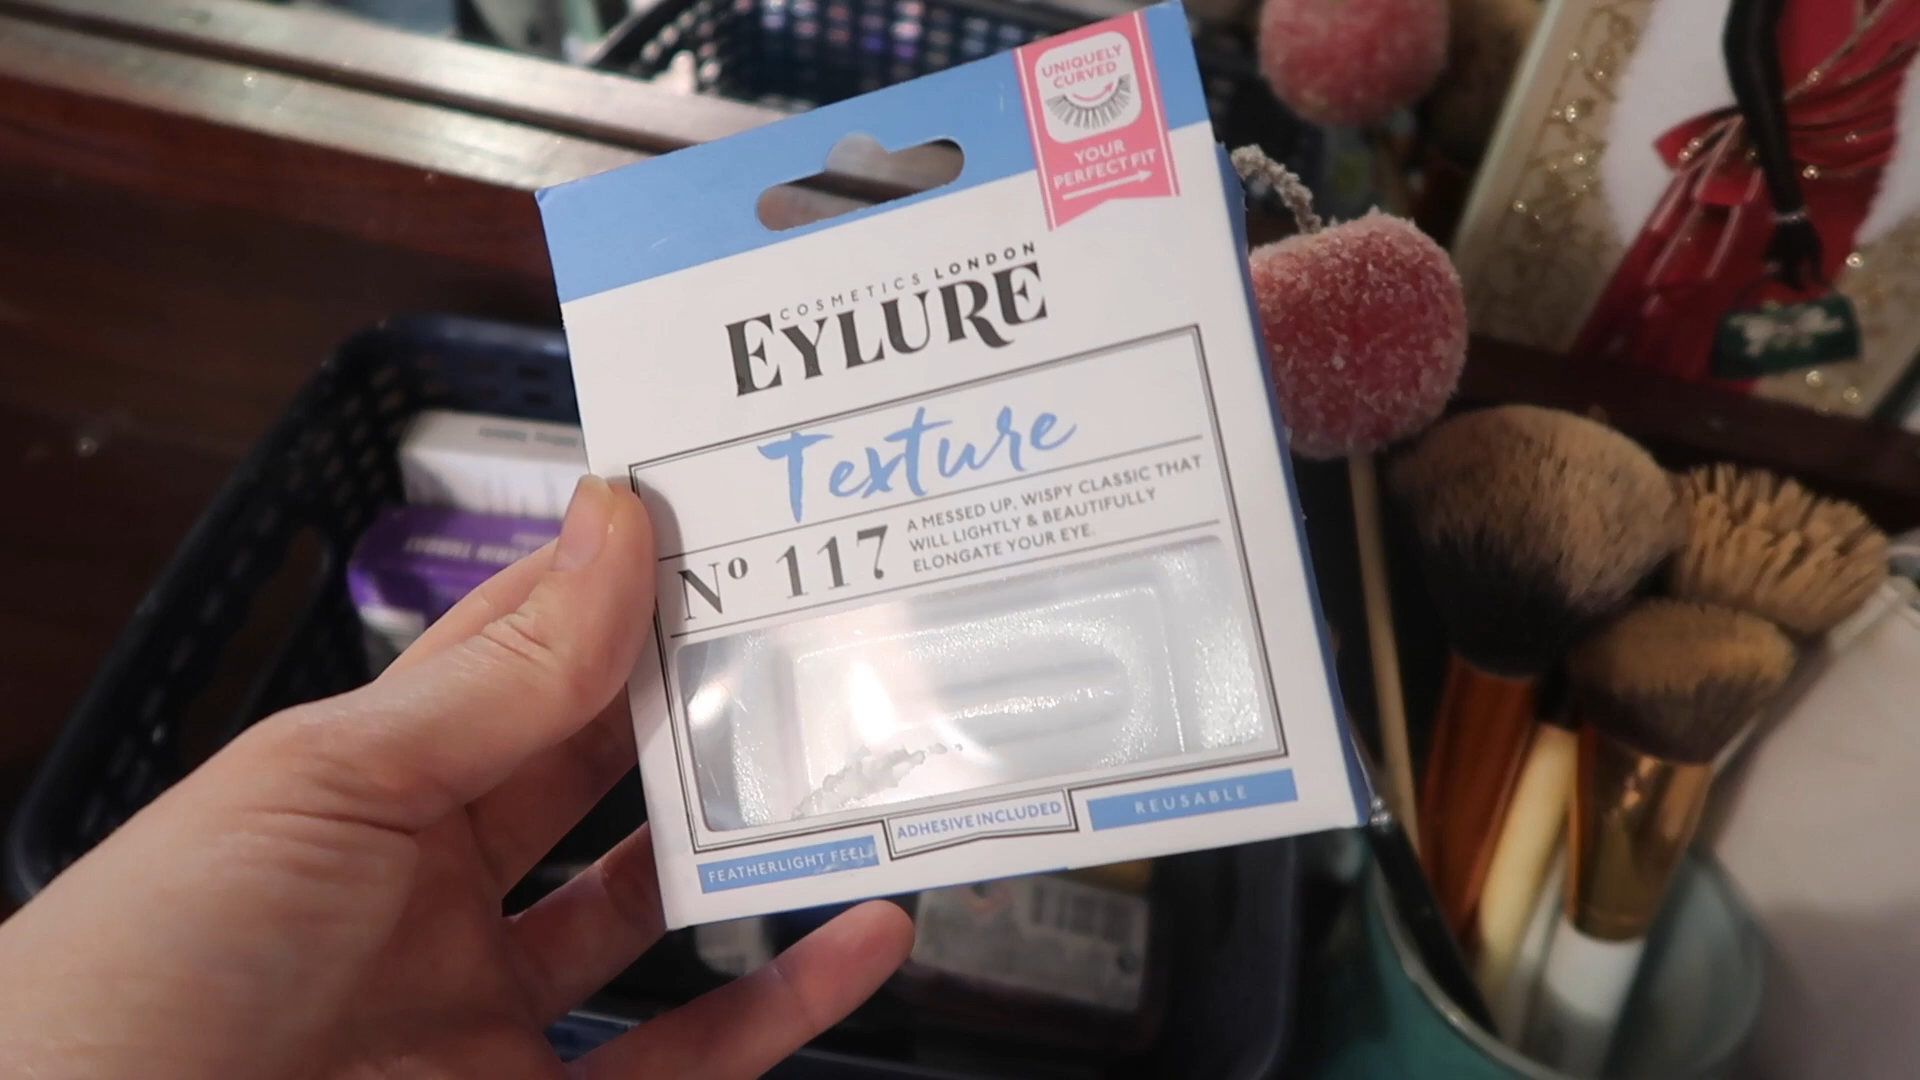 UNIQUELY
CURVED
YOUR
PERFECT FIT
COSMETICS LONDON
EYLURE
Texture
Nº 117
A MESSED UP, WISPY CLASSIC THAT
WILL LIGHTLY & BEAUTIFULLY
ELONGATE YOUR EYE.
FEATHERLIGHT FEEL
ADHESIVE INCLUDED
REUSABLE